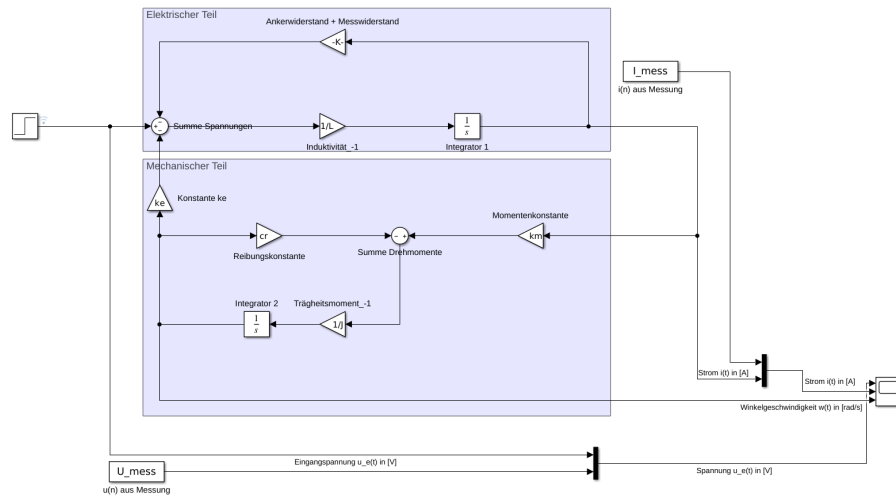 Elektrischer Teil
Ankerwiderstand + Messwiderstand
-K-
I_mess
i(n) aus Messung
Summe Spannungen
1/L
1
s
Induktivität_-1
Integrator 1
Mechanischer Teil
ke
Konstante ke
Momentenkonstante
cr
km
Reibungskonstante
Summe Drehmomente
Integrator 2
Trägheitsmoment_-1
1
s
1/J
Strom i(t) in [A]
Strom i(t) in [A]
Winkelgeschwindigkeit w(t) in [rad/s]
Eingangspannung u_e(t) in [V]
U_mess
Spannung u_e(t) in [V]
u(n) aus Messung